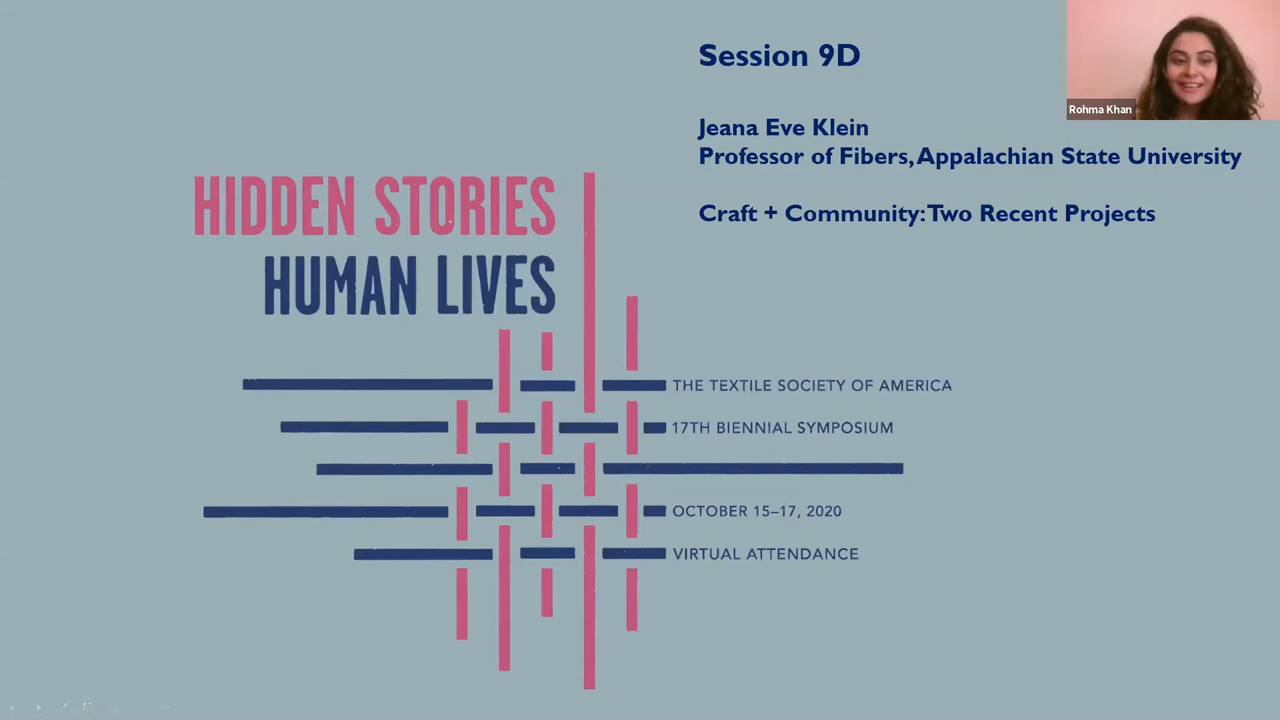 Session 9D
Rohma Khan
Jeana Eve Klein
Professor of Fibers, Appalachian State University
Craft + Community: Two Recent Projects
HIDDEN STORIES
HUMAN LIVES
THE TEXTILE SOCIETY OF AMERICA
17TH BIENNIAL SYMPOSIUM
OCTOBER 15–17, 2020
VIRTUAL ATTENDANCE